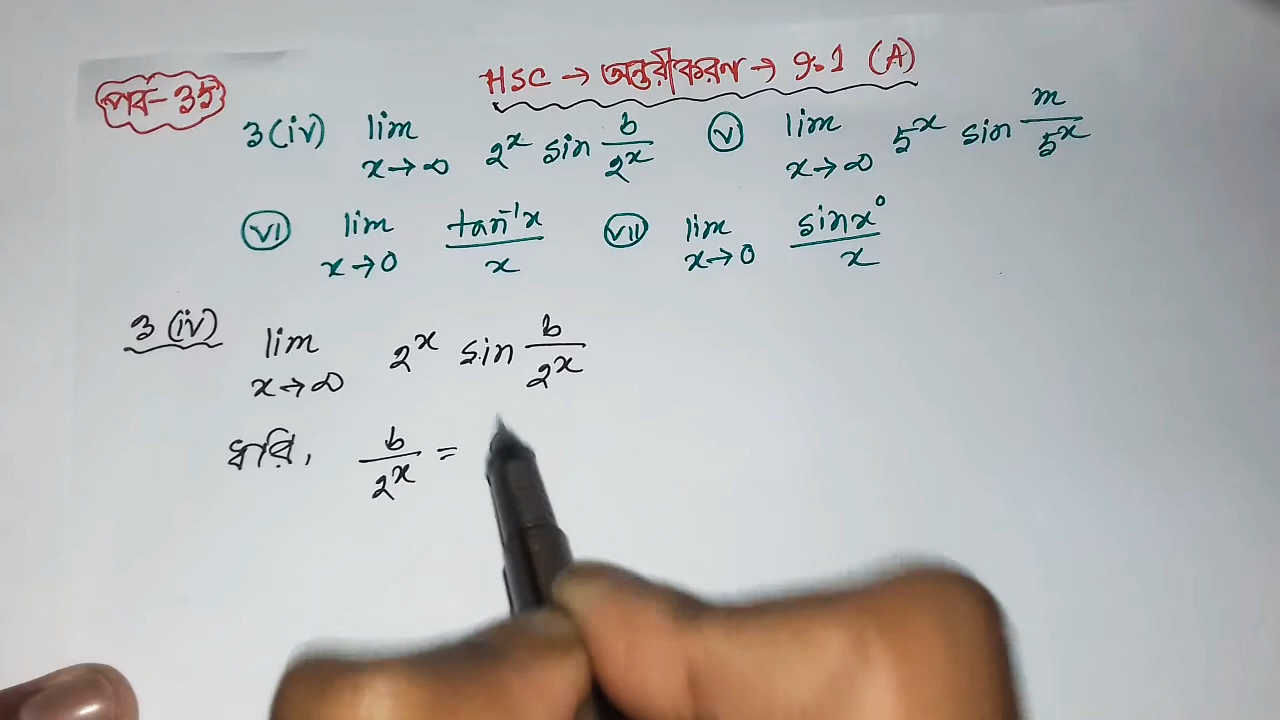 পর্ব-35
HSC → অন্তরীকরণ → 9.1 (A)
3(iv) lim x→∞ 2^x sin b/2^x (v) lim x→∞ 5^x sin m/5^x
(vi) lim x→0 tan⁻¹x/x (vii) lim x→0 sinx°/x
3(iv) lim x→∞ 2^x sin b/2^x
ধরি, b/2^x =